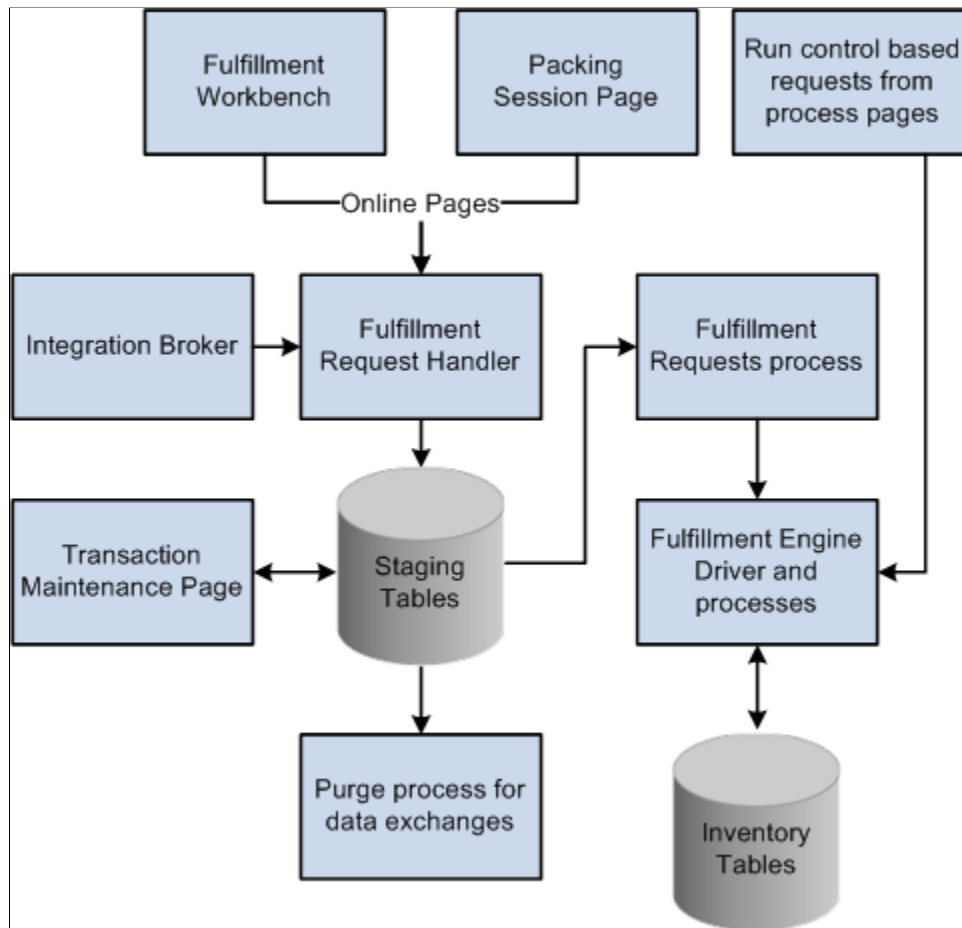 Fulfillment
Workbench
Packing
Session Page
Run control based
requests from
process pages
Online Pages
Integration Broker
Fulfillment
Request Handler
Fulfillment
Requests process
Transaction
Maintenance Page
Staging
Tables
Fulfillment Engine
Driver and
processes
Purge process for
data exchanges
Inventory
Tables